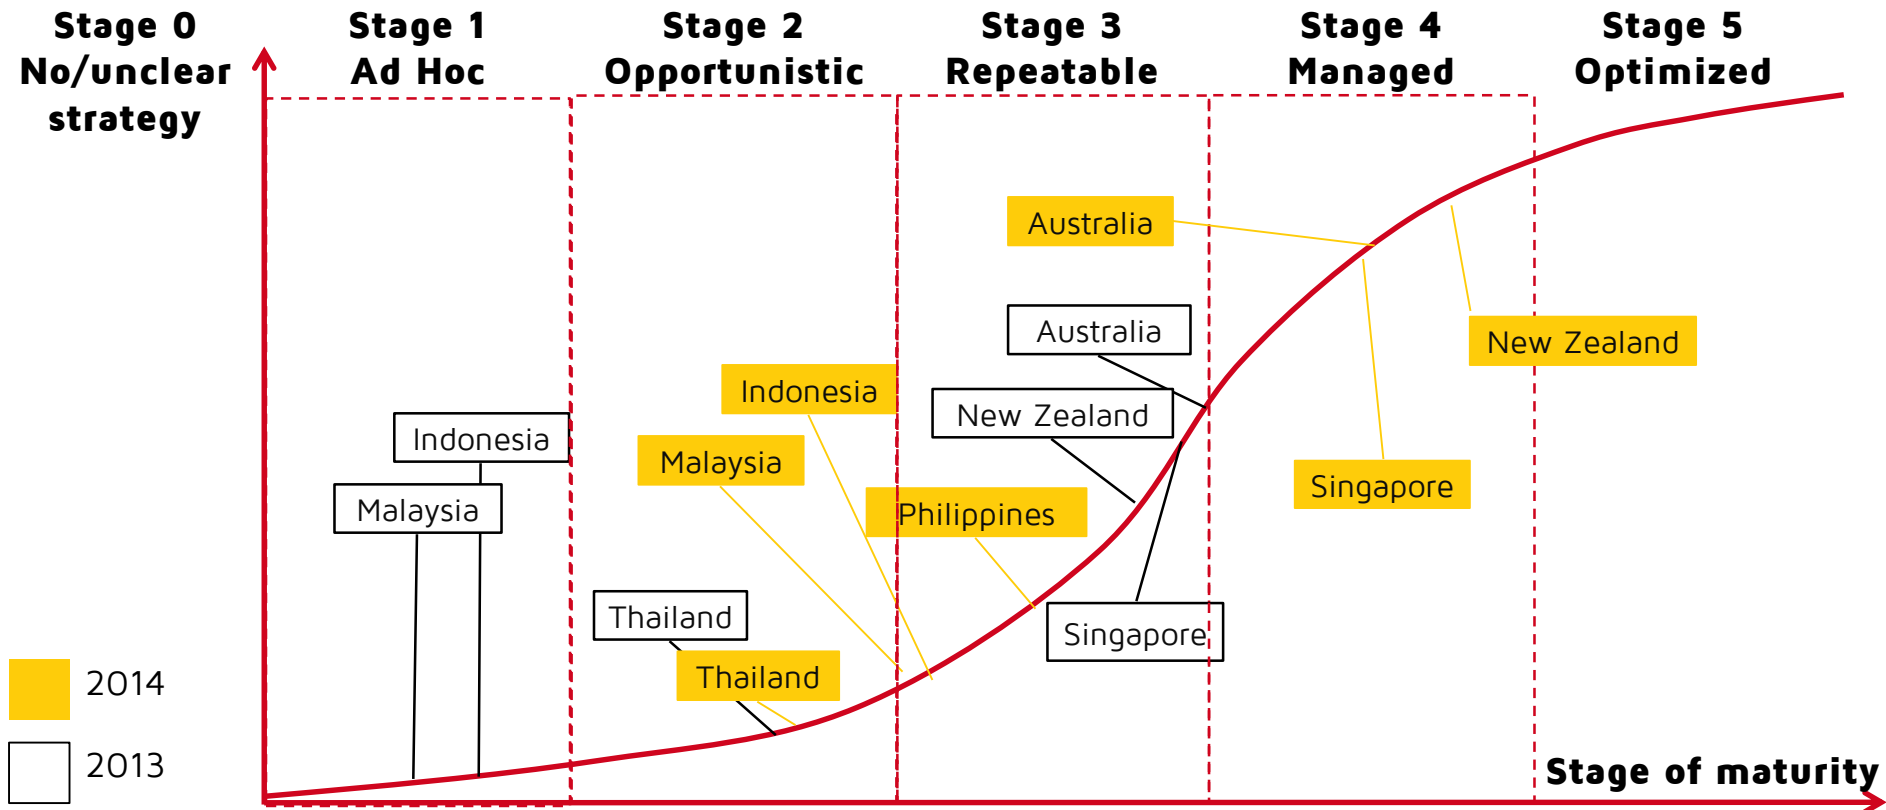 Stage 0
No/unclear
strategy
Stage 1
Ad Hoc
Stage 2
Opportunistic
Stage 3
Repeatable
Stage 4
Managed
Stage 5
Optimized
Australia
Australia
New Zealand
Indonesia
New Zealand
Indonesia
Malaysia
Singapore
Malaysia
Philippines
Thailand
Singapore
Thailand
2014
2013
Stage of maturity